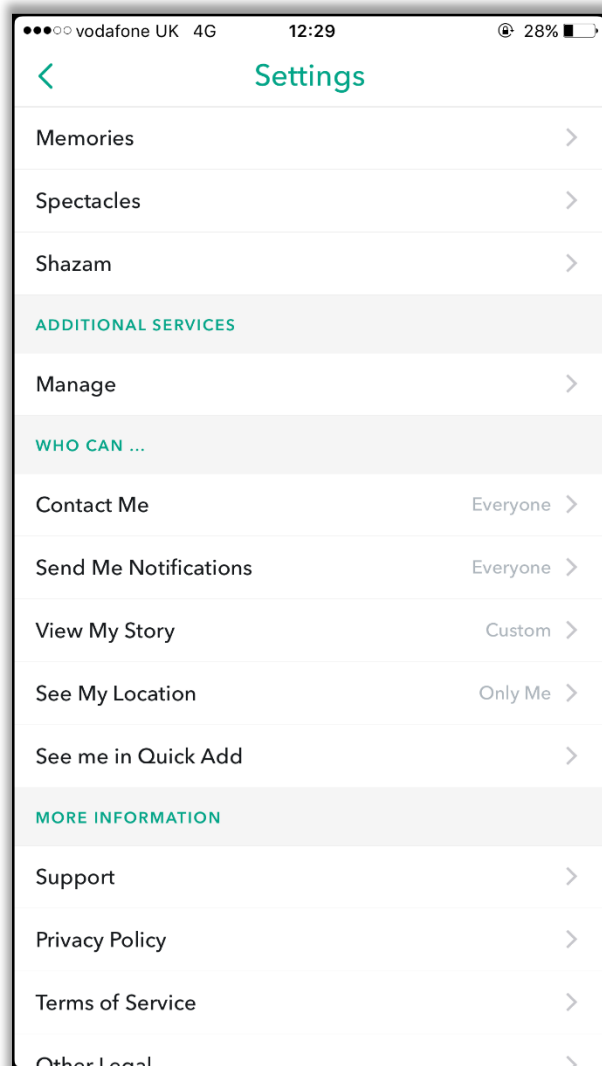 vodafone UK 4G 12:29 28%
Settings
Memories
Spectacles
Shazam
ADDITIONAL SERVICES
Manage
WHO CAN ...
Contact Me Everyone
Send Me Notifications Everyone
View My Story Custom
See My Location Only Me
See me in Quick Add
MORE INFORMATION
Support
Privacy Policy
Terms of Service
Other Legal